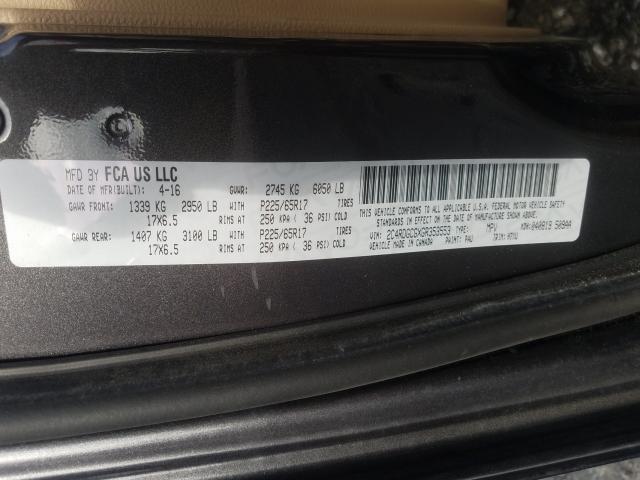 MFD BY FCA US LLC
DATE OF MFR(BUILT): 4-16 GVWR: 2745 KG 6050 LB
GAWR FRONT: 1339 KG 2950 LB WITH P225/65R17 TIRES
17X6.5 RIMS AT 250 KPA ( 36 PSI) COLD
GAWR REAR: 1407 KG 3100 LB WITH P225/65R17 TIRES
17X6.5 RIMS AT 250 KPA ( 36 PSI) COLD
THIS VEHICLE CONFORMS TO ALL APPLICABLE U.S.A. FEDERAL MOTOR VEHICLE SAFETY
STANDARDS IN EFFECT ON THE DATE OF MANUFACTURE SHOWN ABOVE.
VIN: 2C4RDGCGXGR353553 MPV MDH: 040819 509AA
VEHICLE MADE IN CANADA PAINT: PAU TRIM: